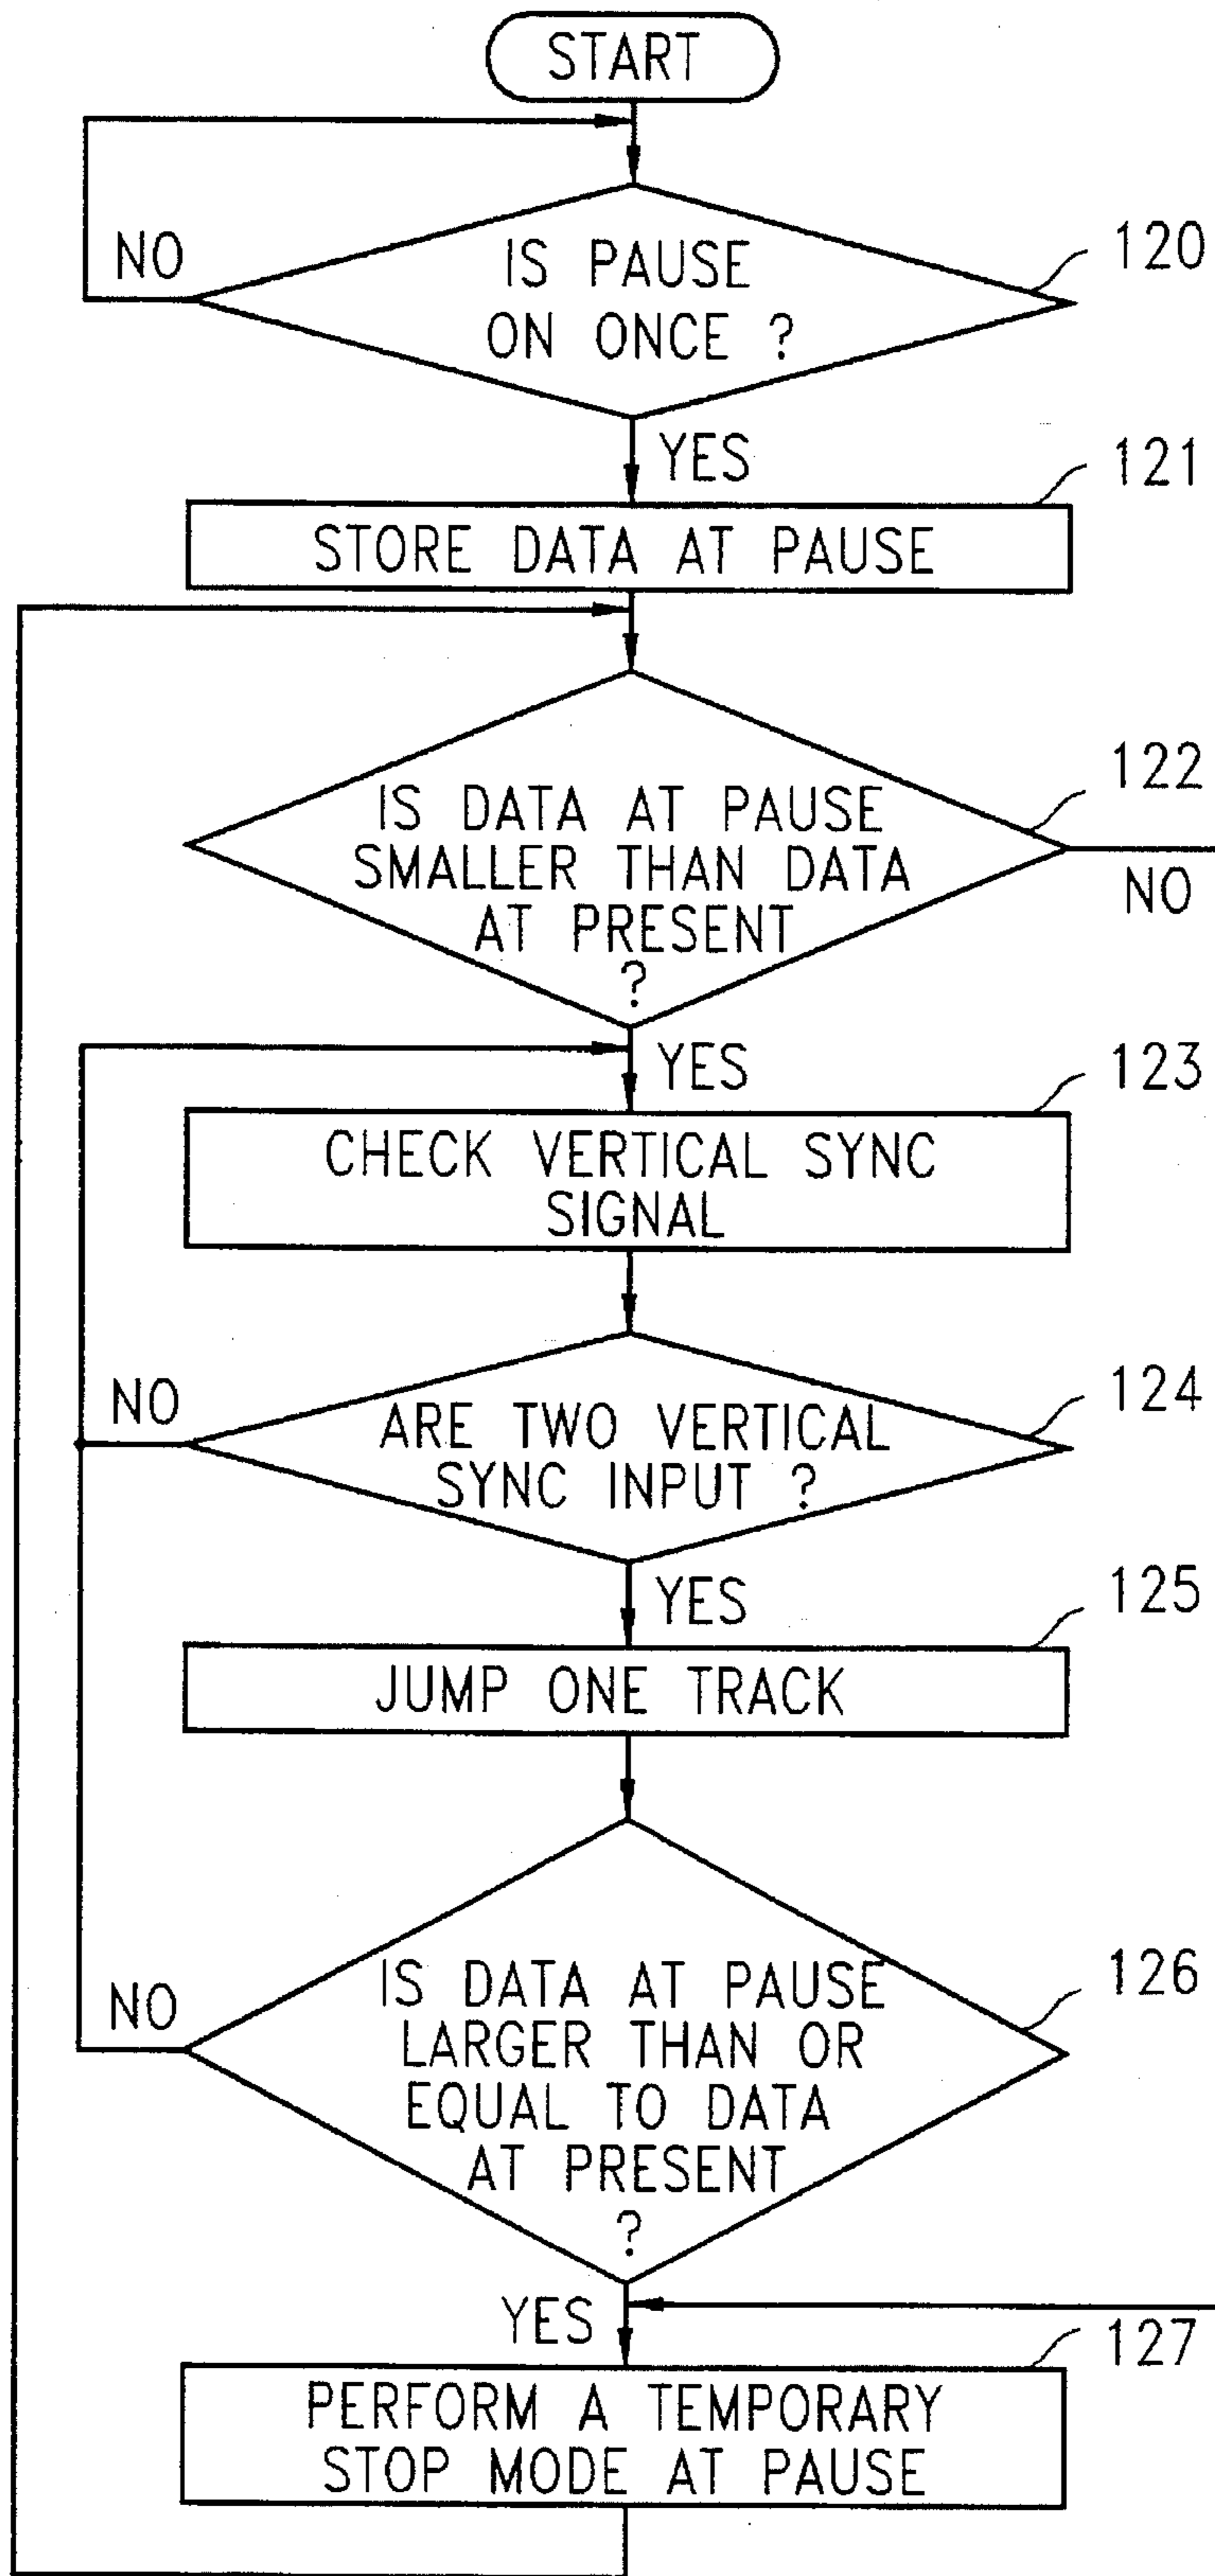 START
NO
IS PAUSE
ON ONCE ?
120
YES
121
STORE DATA AT PAUSE
122
IS DATA AT PAUSE
SMALLER THAN DATA
AT PRESENT
?
NO
YES
123
CHECK VERTICAL SYNC
SIGNAL
NO
124
ARE TWO VERTICAL
SYNC INPUT ?
YES
125
JUMP ONE TRACK
126
NO
IS DATA AT PAUSE
LARGER THAN OR
EQUAL TO DATA
AT PRESENT
?
YES
127
PERFORM A TEMPORARY
STOP MODE AT PAUSE